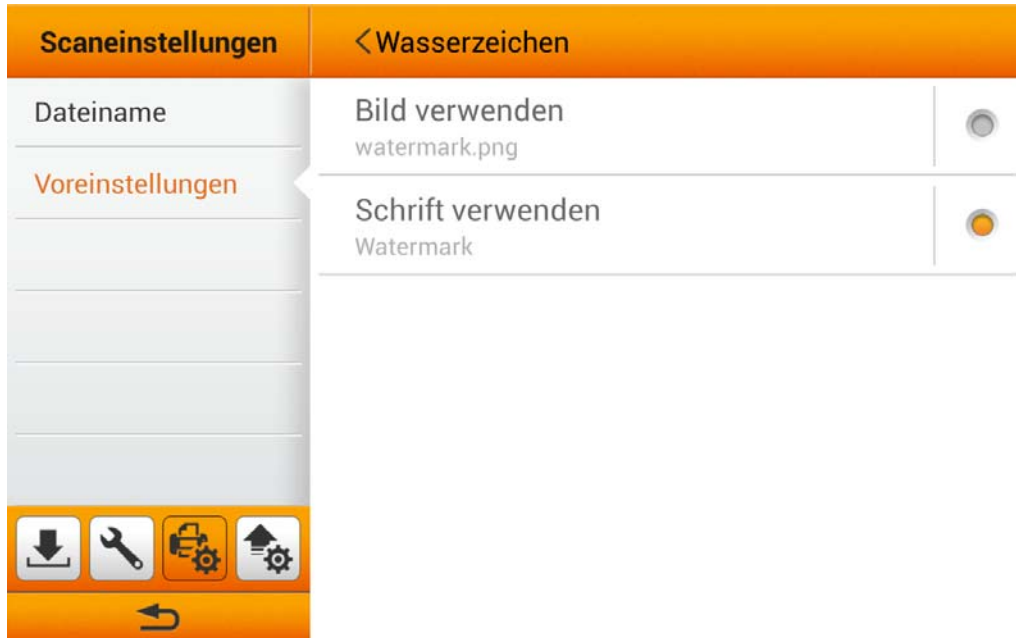 Scaneinstellungen
<Wasserzeichen
Dateiname
Voreinstellungen
Bild verwenden
watermark.png
Schrift verwenden
Watermark